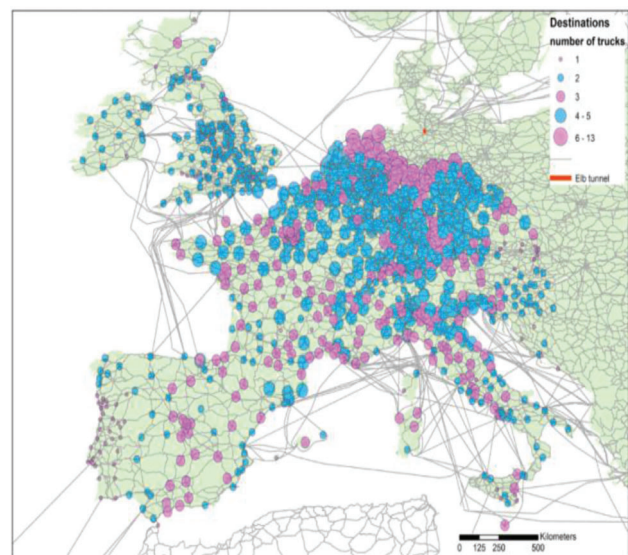 Destinations
number of trucks
1
2
3
4 - 5
6 - 13
Elb tunnel
Kilometers
0 125 250 500